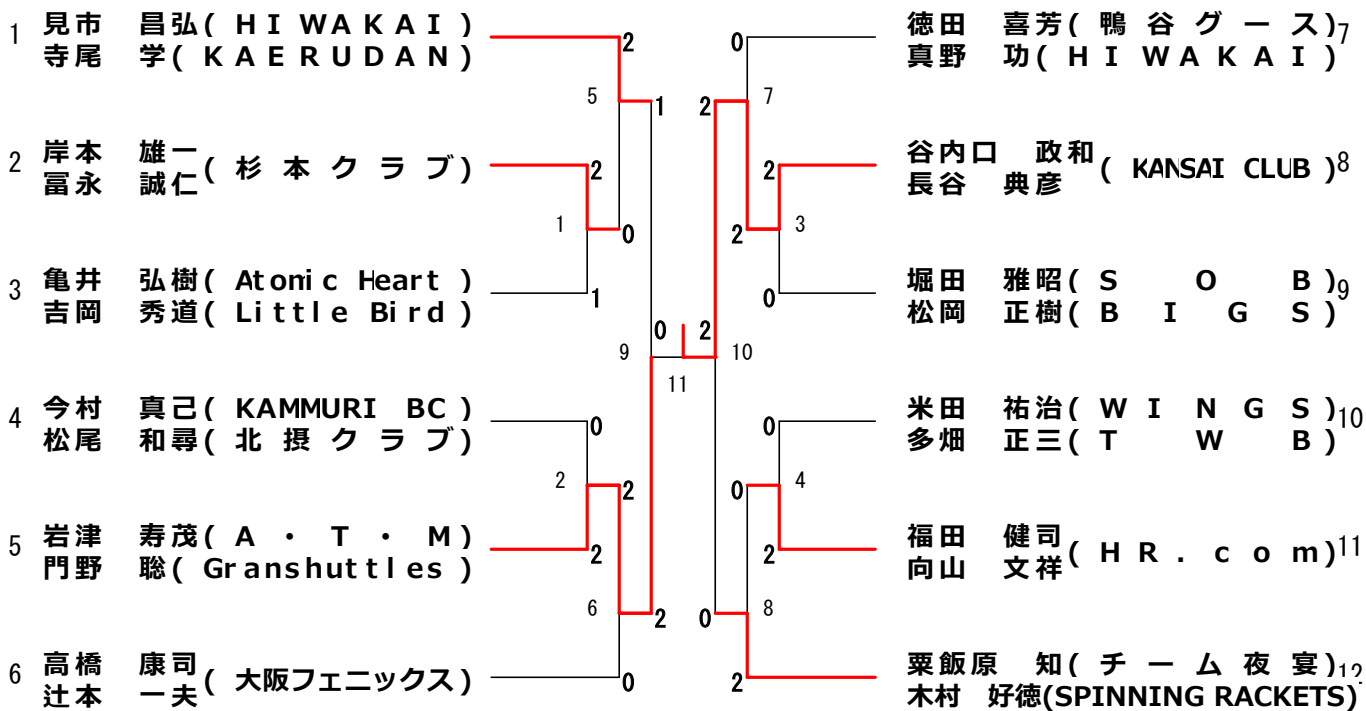 1 見市 昌弘( HIWAKAI )
寺尾 学( KAERUDAN )
2
5
1
2 岸本 雄一
冨永 誠仁
( 杉本クラブ )
2
1
0
3 亀井 弘樹( Atomic Heart )
吉岡 秀道( Little Bird )
1
9
0
11
4 今村 真己( KAMMURI BC )
松尾 和尋( 北摂クラブ )
0
2
2
5 岩津 寿茂( A・T・M )
門野 聡( Granshuttles )
2
6
2
6 高橋 康司
辻本 一夫
( 大阪フェニックス )
0
徳田 喜芳( 鴨谷グース ) 7
真野 功( HIWAKAI )
0
7
2
谷内口 政和
長谷 典彦
( KANSAI CLUB ) 8
2
3
2
堀田 雅昭( SOB ) 9
松岡 正樹( BIGS )
0
2
10
米田 祐治( WINGS ) 10
多畑 正三( TWB )
0
4
0
福田 健司
向山 文祥
( HR.com ) 11
2
8
0
粟飯原 知( チーム夜宴 ) 12
木村 好徳(SPINNING RACKETS)
2